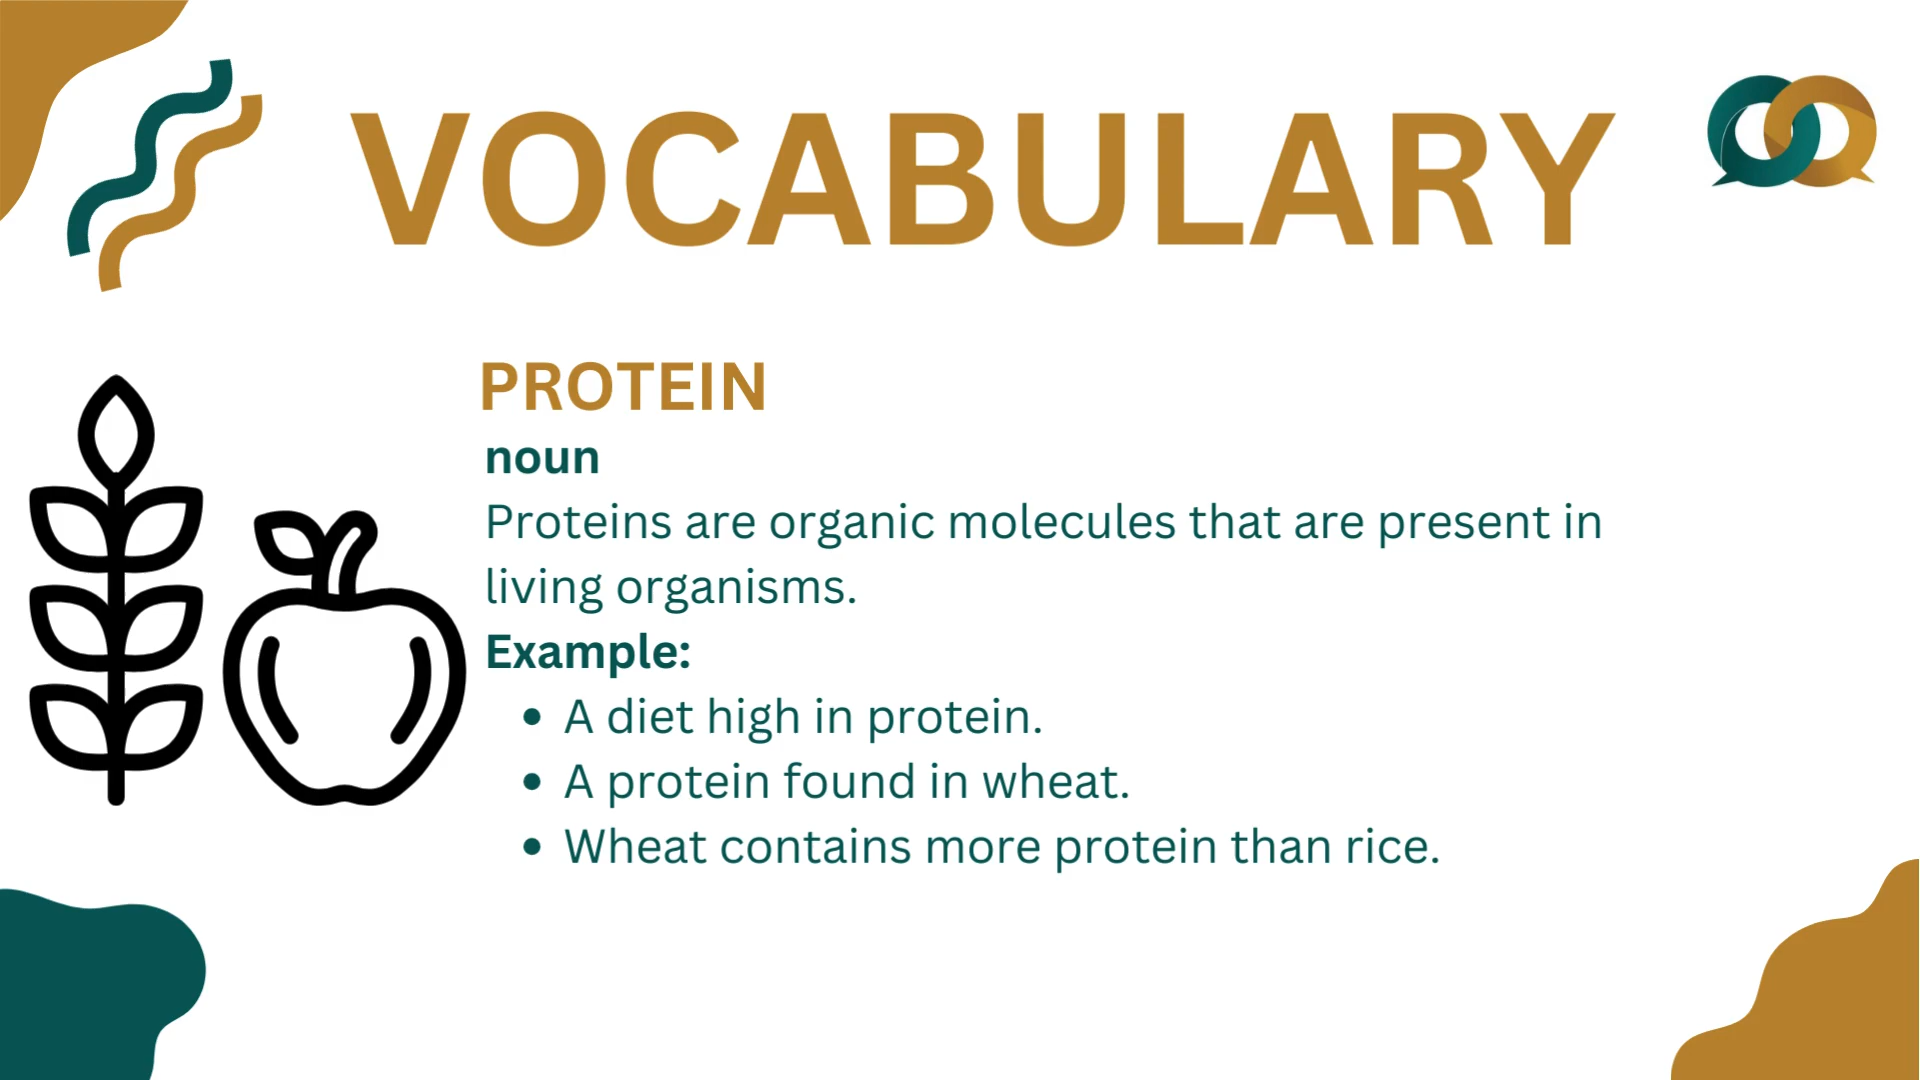 VOCABULARY
PROTEIN
noun
Proteins are organic molecules that are present in
living organisms.
Example:
• A diet high in protein.
• A protein found in wheat.
• Wheat contains more protein than rice.